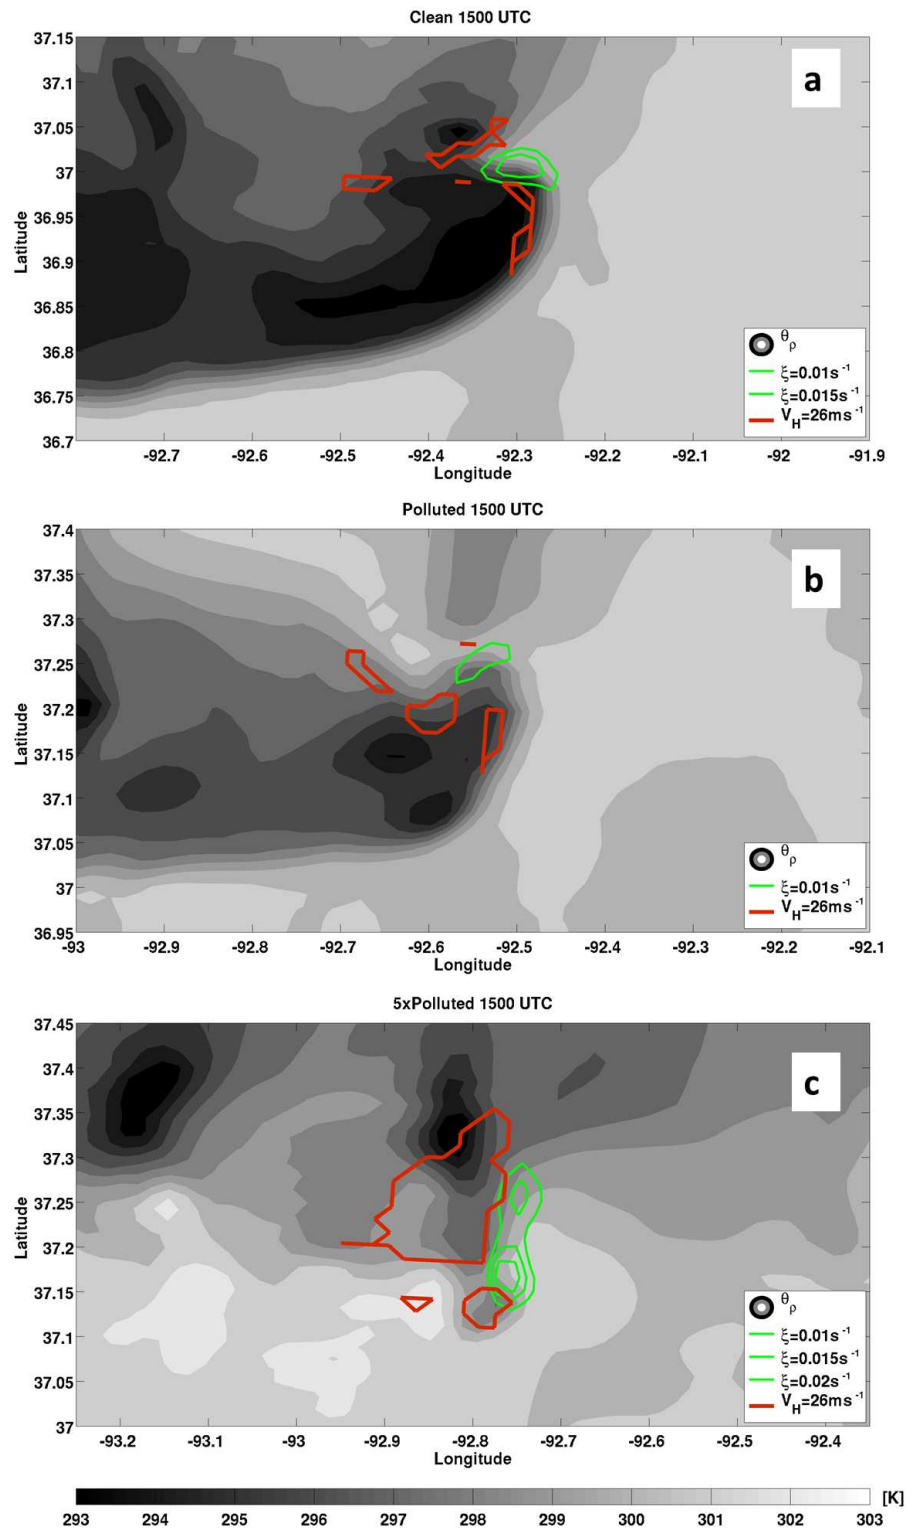 Clean 1500 UTC
a
37.15
37.1
37.05
37
36.95
36.9
36.85
36.8
36.75
36.7
Latitude
θρ
ξ=0.01s⁻¹
ξ=0.015s⁻¹
V_H=26ms⁻¹
-92.7 -92.6 -92.5 -92.4 -92.3 -92.2 -92.1 -92 -91.9
Longitude
Polluted 1500 UTC
b
37.4
37.35
37.3
37.25
37.2
37.15
37.1
37.05
37
36.95
Latitude
θρ
ξ=0.01s⁻¹
V_H=26ms⁻¹
-93 -92.9 -92.8 -92.7 -92.6 -92.5 -92.4 -92.3 -92.2 -92.1
Longitude
5xPolluted 1500 UTC
c
37.45
37.4
37.35
37.3
37.25
37.2
37.15
37.1
37.05
37
Latitude
θρ
ξ=0.01s⁻¹
ξ=0.015s⁻¹
ξ=0.02s⁻¹
V_H=26ms⁻¹
-93.2 -93.1 -93 -92.9 -92.8 -92.7 -92.6 -92.5 -92.4
Longitude
[K]
293 294 295 296 297 298 299 300 301 302 303